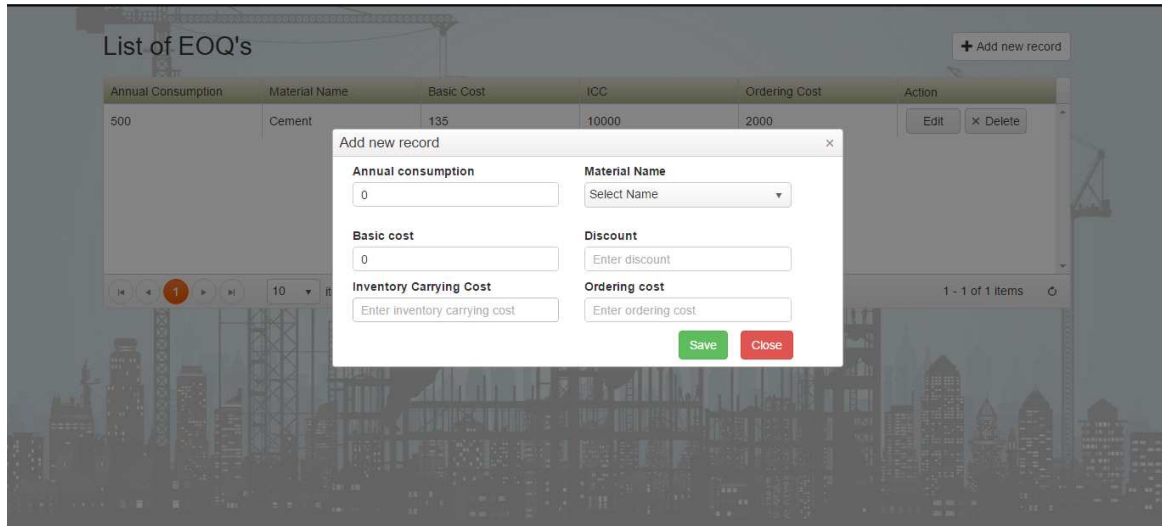 List of EOQ's
+ Add new record
Annual Consumption Material Name Basic Cost ICC Ordering Cost Action
500 Cement 135 10000 2000 Edit × Delete
Add new record ×
Annual consumption Material Name
0 Select Name
Basic cost Discount
0 Enter discount
Inventory Carrying Cost Ordering cost
Enter inventory carrying cost Enter ordering cost
Save Close
1 10 it 1 - 1 of 1 items